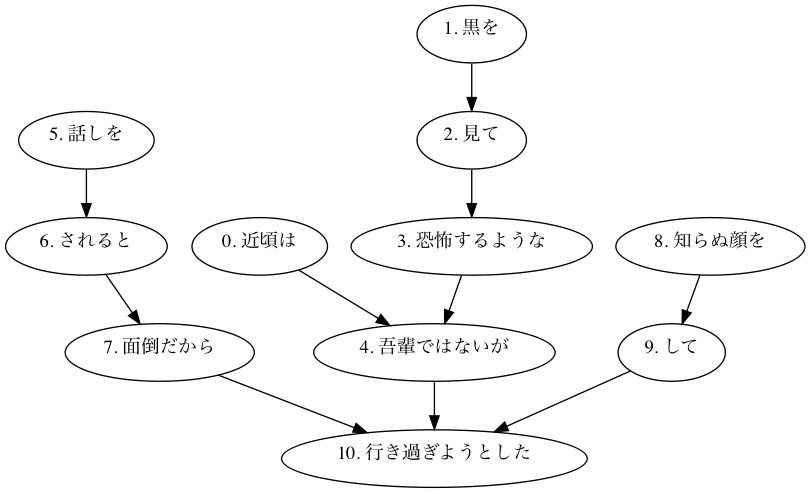 1. 黒を
5. 話しを
2. 見て
6. されると
0. 近頃は
3. 恐怖するような
8. 知らぬ顔を
7. 面倒だから
4. 吾輩ではないが
9. して
10. 行き過ぎようとした